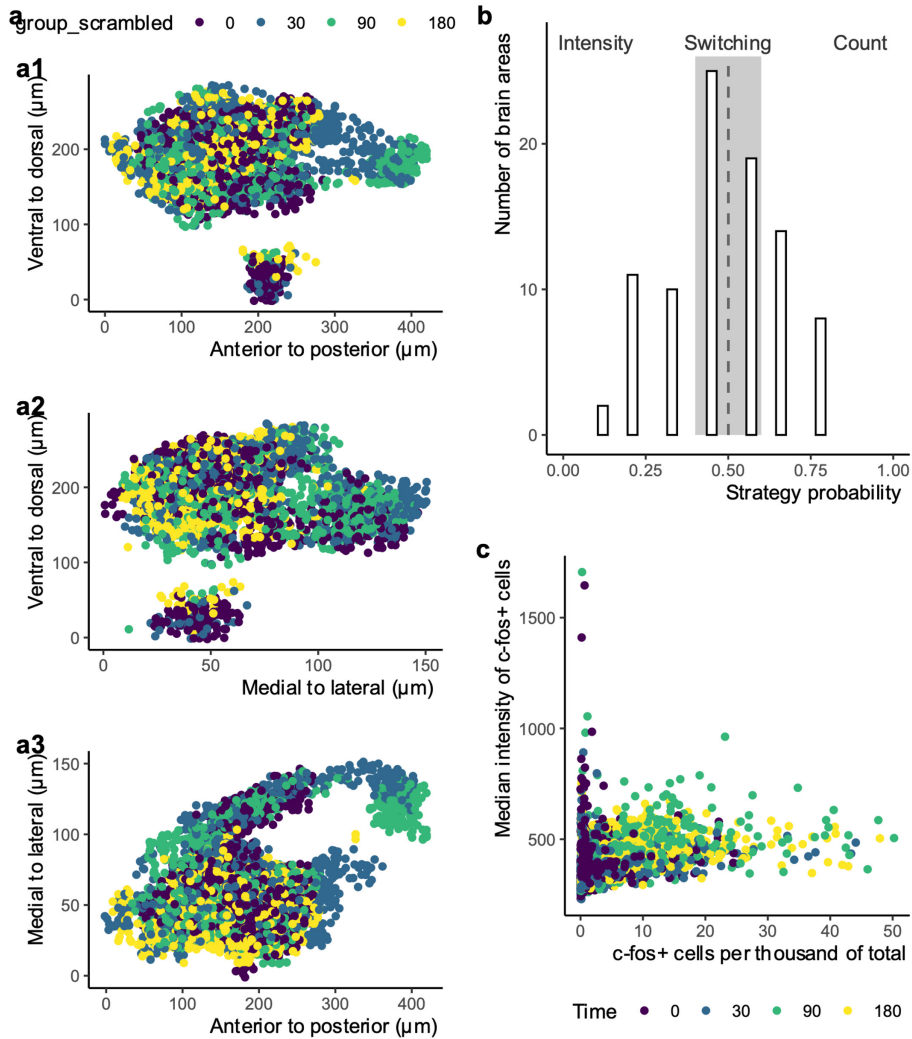 a
group_scrambled 0 30 90 180
a1
Ventral to dorsal (µm)
200
100
0
0 100 200 300 400
Anterior to posterior (µm)
a2
Ventral to dorsal (µm)
200
100
0
0 50 100 150
Medial to lateral (µm)
a3
Medial to lateral (µm)
150
100
50
0
0 100 200 300 400
Anterior to posterior (µm)
b
Intensity Switching Count
Number of brain areas
20
10
0
0.00 0.25 0.50 0.75 1.00
Strategy probability
c
Median intensity of c-fos+ cells
1500
1000
500
0 10 20 30 40 50
c-fos+ cells per thousand of total
Time 0 30 90 180